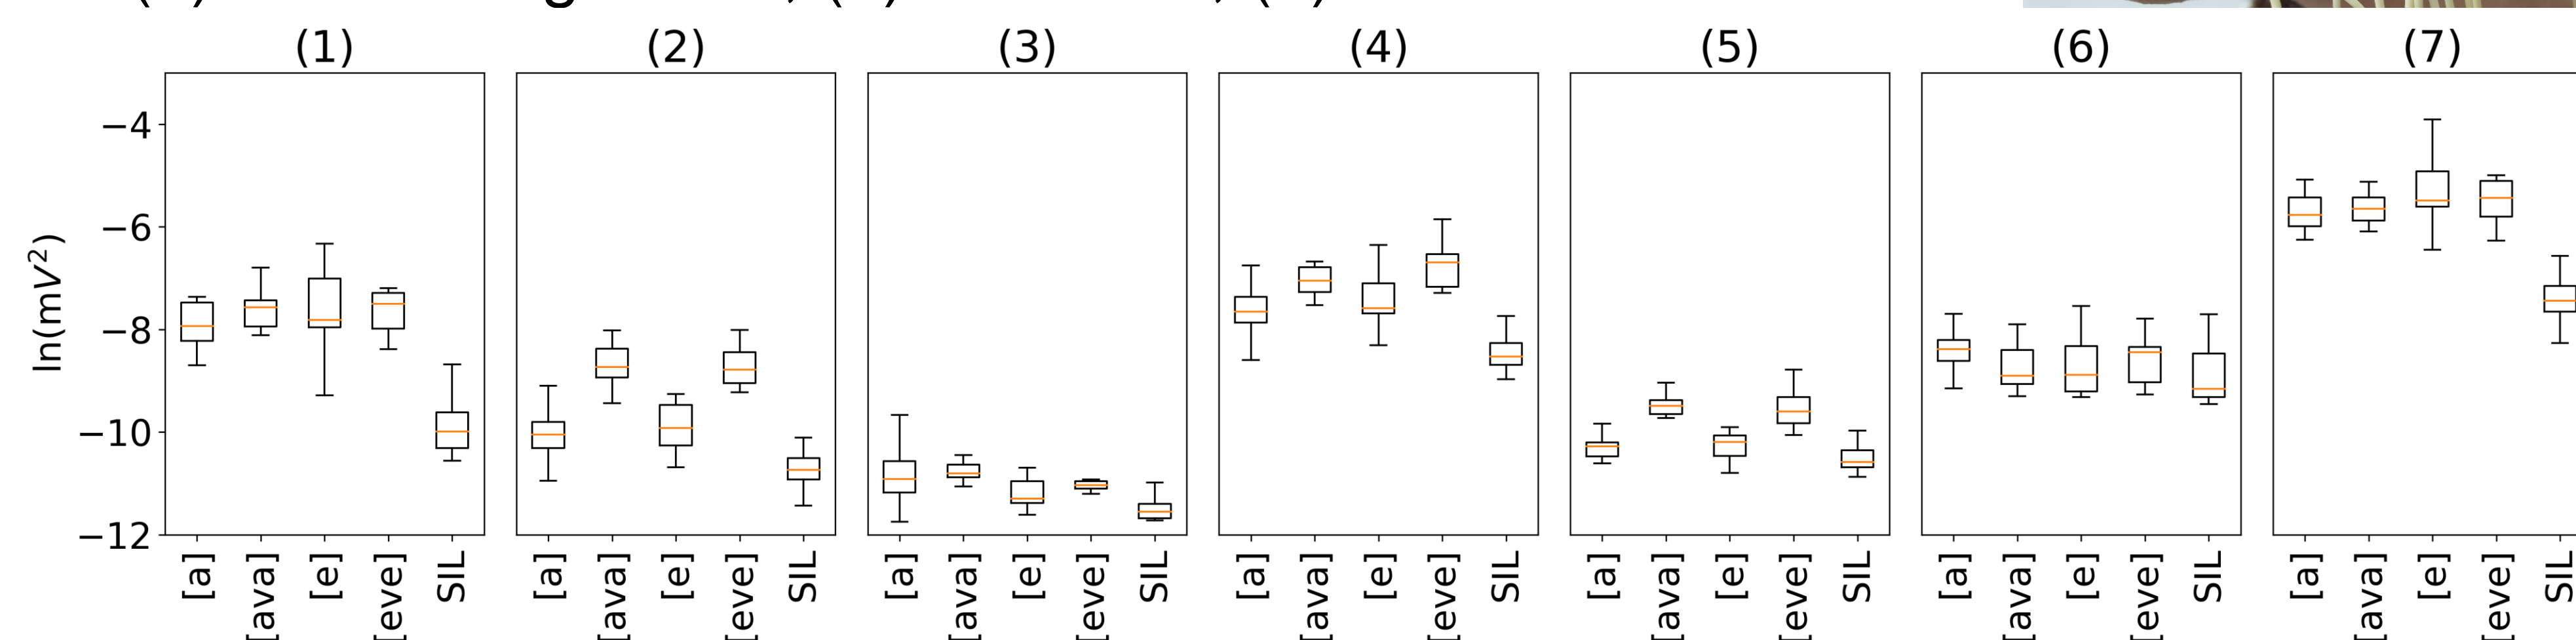 (1) (2) (3) (4) (5) (6) (7)
ln(mV²)
−4
−6
−8
−10
−12
[a] [ava] [e] [eve] SIL [a] [ava] [e] [eve] SIL [a] [ava] [e] [eve] SIL [a] [ava] [e] [eve] SIL [a] [ava] [e] [eve] SIL [a] [ava] [e] [eve] SIL [a] [ava] [e] [eve] SIL